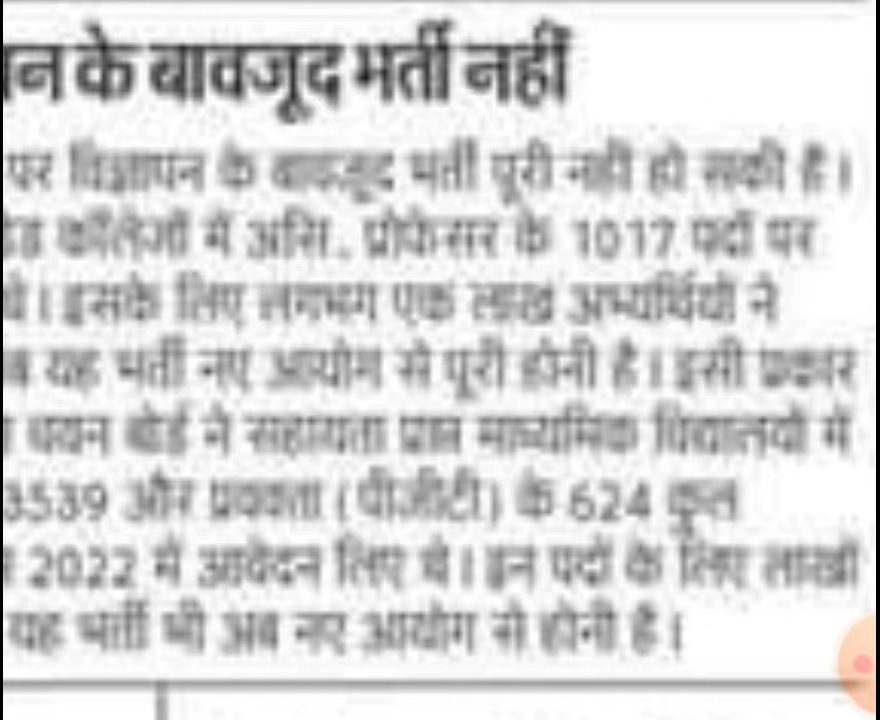 के बावजूद भर्ती नहीं
पर विज्ञापन के बावजूद भर्ती पूरी नहीं हो सकी है।
कॉलेजों में असि. प्रोफेसर के 1017 पदों पर
थे। इसके लिए लगभग एक लाख अभ्यर्थियों ने
यह भर्ती नए आयोग से पूरी होनी है। इसी प्रकार
चयन बोर्ड ने सहायता प्राप्त माध्यमिक विद्यालयों में
3539 और प्रवक्ता (पीजीटी) के 624 कुल
2022 में आवेदन लिए थे। इन पदों के लिए लाखों
यह भर्ती भी अब नए आयोग से होनी है।